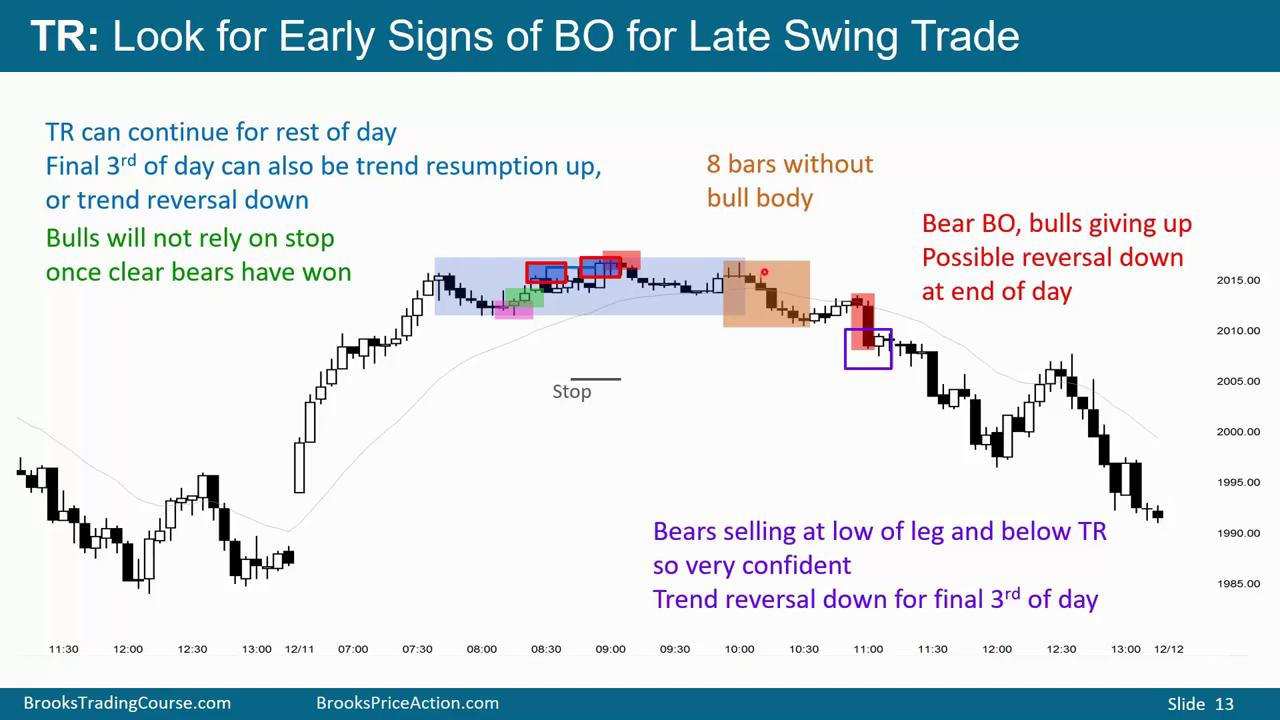 TR: Look for Early Signs of BO for Late Swing Trade
TR can continue for rest of day
Final 3rd of day can also be trend resumption up,
or trend reversal down
Bulls will not rely on stop
once clear bears have won
8 bars without
bull body
Bear BO, bulls giving up
Possible reversal down
at end of day
Stop
2015.00
2010.00
2005.00
2000.00
1995.00
1990.00
1985.00
Bears selling at low of leg and below TR
so very confident
Trend reversal down for final 3rd of day
11:30 12:00 12:30 13:00 12/11 07:00 07:30 08:00 08:30 09:00 09:30 10:00 10:30 11:00 11:30 12:00 12:30 13:00 12/12
BrooksTradingCourse.com BrooksPriceAction.com Slide 13